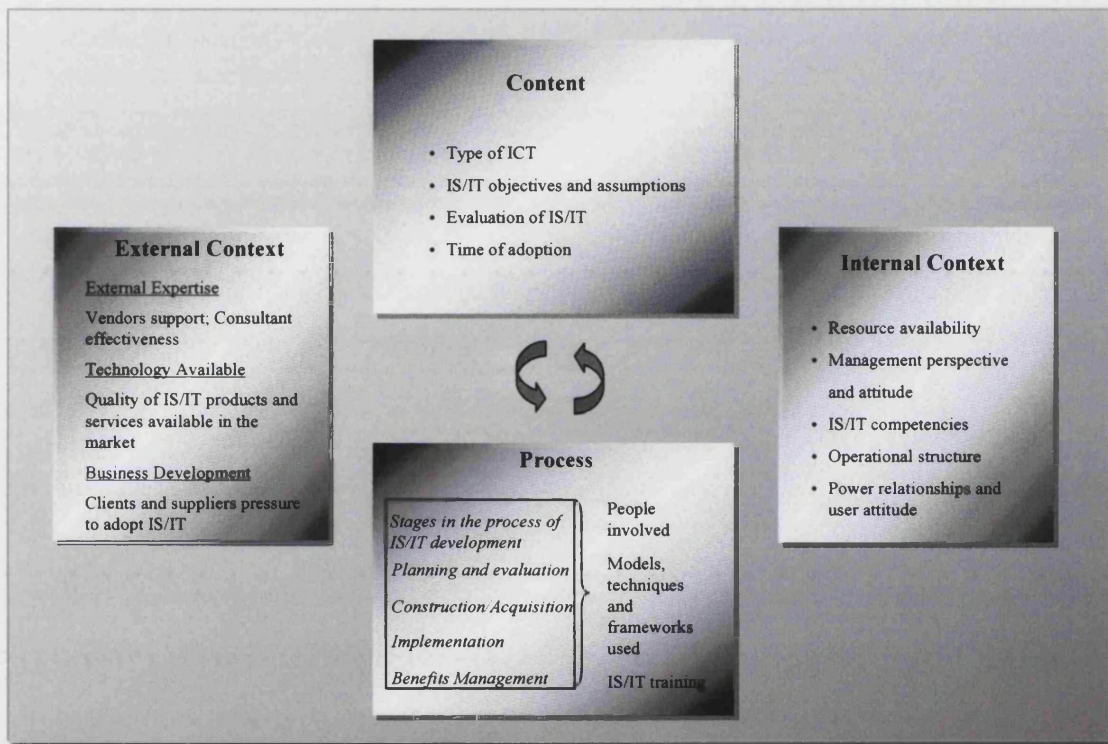 Content
• Type of ICT
• IS/IT objectives and assumptions
• Evaluation of IS/IT
• Time of adoption
External Context
External Expertise
Vendors support; Consultant
effectiveness
Technology Available
Quality of IS/IT products and
services available in the
market
Business Development
Clients and suppliers pressure
to adopt IS/IT
Internal Context
• Resource availability
• Management perspective
and attitude
• IS/IT competencies
• Operational structure
• Power relationships and
user attitude
Process
Stages in the process of
IS/IT development
Planning and evaluation
Construction/Acquisition
Implementation
Benefits Management
People
involved
Models,
techniques
and
frameworks
used
IS/IT training